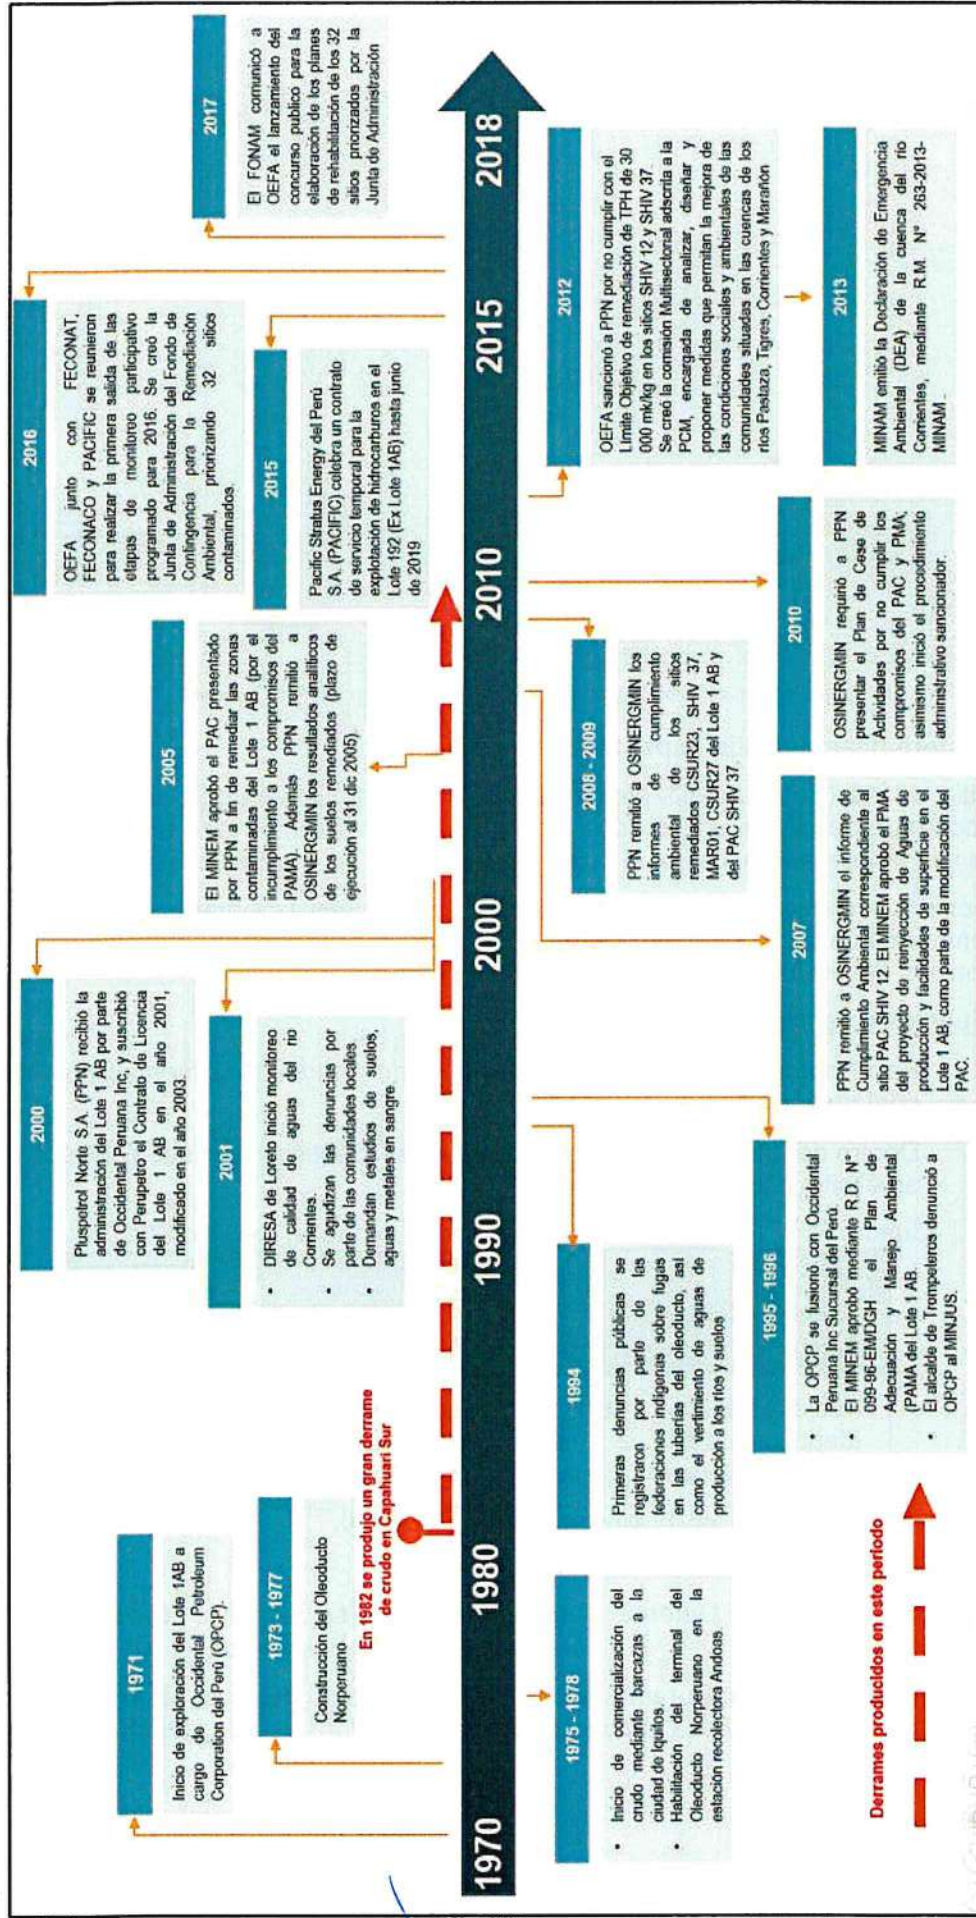 1971
Inicio de exploración del Lote 1AB a
cargo de Occidental Petroleum
Corporation del Perú (OPCP).
1973 - 1977
Construcción del Oleoducto
Norperuano
En 1982 se produjo un gran derrame
de crudo en Capahuari Sur
2000
Pluspetrol Norte S.A. (PPN) recibió la
administración del Lote 1 AB por parte
de Occidental Peruana Inc, y suscribió
con Perupetro el Contrato de Licencia
del Lote 1 AB en el año 2001,
modificado en el año 2003.
2001
• DIRESA de Loreto inició monitoreo
de calidad de aguas del río
Corrientes.
• Se agudizan las denuncias por
parte de las comunidades locales.
Demandan estudios de suelos,
aguas y metales en sangre
2005
El MINEM aprobó el PAC presentado
por PPN a fin de remediar las zonas
contaminadas del Lote 1 AB (por el
incumplimiento a los compromisos del
PAMA). Además PPN remitió a
OSINERGMIN los resultados analíticos
de los suelos remediados (plazo de
ejecución al 31 dic 2005)
2016
OEFA junto con FECONAT,
FECONACO y PACIFIC se reunieron
para realizar la primera salida de las
etapas de monitoreo participativo
programado para 2016. Se creó la
Junta de Administración del Fondo de
Contingencia para la Remediación
Ambiental, priorizando 32 sitios
contaminados.
2015
Pacific Stratus Energy del Perú
S.A. (PACIFIC) celebra un contrato
de servicio temporal para la
explotación de hidrocarburos en el
Lote 192 (Ex Lote 1AB) hasta junio
de 2019
2017
El FONAM comunicó a
OEFA el lanzamiento del
concurso publico para la
elaboración de los planes
de rehabilitación de los 32
sitios priorizados por la
Junta de Administración
1970 1980 1990 2000 2010 2015 2018
1975 - 1978
• Inicio de comercialización del
crudo mediante barcazas a la
ciudad de Iquitos.
• Habilitación del terminal del
Oleoducto Norperuano en la
estación recolectora Andoas
1994
Primeras denuncias públicas se
registraron por parte de las
federaciones indígenas sobre fugas
en las tuberías del oleoducto, así
como el vertimiento de aguas de
producción a los ríos y suelos
1995 - 1996
• La OPCP se fusionó con Occidental
Peruana Inc Sucursal del Perú.
• El MINEM aprobó mediante R.D. N°
099-96-EM/DGH el Plan de
Adecuación y Manejo Ambiental
(PAMA del Lote 1 AB.
• El alcalde de Trompeteros denunció a
OPCP al MINJUS.
2007
PPN remitió a OSINERGMIN el informe de
Cumplimiento Ambiental correspondiente al
sitio PAC SHIV 12. El MINEM aprobó el PMA
del proyecto de reinyección de Aguas de
producción y facilidades de superficie en el
Lote 1 AB, como parte de la modificación del
PAC.
2008 - 2009
PPN remitió a OSINERGMIN los
informes de cumplimiento
ambiental de los sitios
remediados CSUR23, SHIV 37,
MAR01, CSUR27 del Lote 1 AB y
del PAC SHIV 37
2010
OSINERGMIN requirió a PPN
presentar el Plan de Cese de
Actividades por no cumplir los
compromisos del PAC y PMA;
asimismo inició el procedimiento
administrativo sancionador.
2012
OEFA sancionó a PPN por no cumplir con el
Limite Objetivo de remediación de TPH de 30
000 mk/kg en los sitios SHIV 12 y SHIV 37.
Se creó la comisión Multisectorial adscrita a la
PCM, encargada de analizar, diseñar y
proponer medidas que permitan la mejora de
las condiciones sociales y ambientales de las
comunidades situadas en las cuencas de los
ríos Pastaza, Tigres, Corrientes y Marañón
2013
MINAM emitió la Declaración de Emergencia
Ambiental (DEA) de la cuenca del río
Corrientes, mediante R.M. N° 263-2013-
MINAM .
Derrames producidos en este periodo